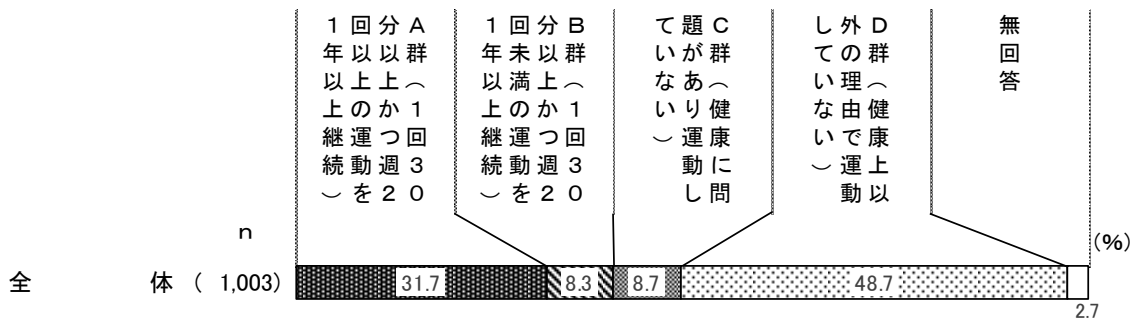 Ａ群（１回３０
分以上かつ週２
回以上の運動を
１年以上継続）
Ｂ群（１回３０
分以上かつ週２
回未満の運動を
１年以上継続）
Ｃ群（健康に問
題があり運動し
ていない）
Ｄ群（健康上以
外の理由で運動
していない）
無回答
ｎ
(％)
全体 ( 1,003)
31.7
8.3
8.7
48.7
2.7